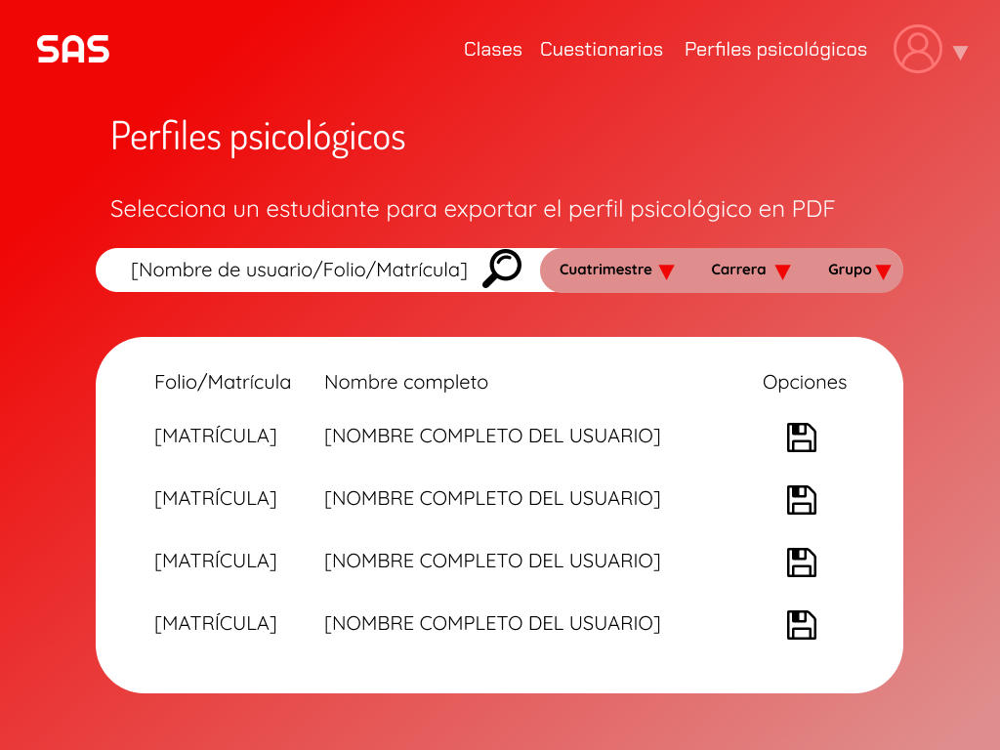 SAS Clases Cuestionarios Perfiles psicológicos
Perfiles psicológicos
Selecciona un estudiante para exportar el perfil psicológico en PDF
[Nombre de usuario/Folio/Matrícula] Cuatrimestre Carrera Grupo
Folio/Matrícula Nombre completo Opciones
[MATRÍCULA] [NOMBRE COMPLETO DEL USUARIO]
[MATRÍCULA] [NOMBRE COMPLETO DEL USUARIO]
[MATRÍCULA] [NOMBRE COMPLETO DEL USUARIO]
[MATRÍCULA] [NOMBRE COMPLETO DEL USUARIO]